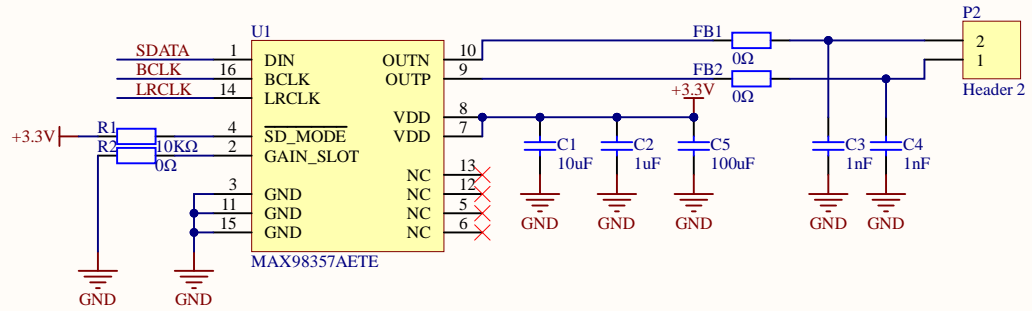 U1
SDATA 1 DIN
BCLK 16 BCLK
LRCLK 14 LRCLK
+3.3V R1 10KΩ 4 SD_MODE
R2 0Ω 2 GAIN_SLOT
3 GND
11 GND
15 GND
GND
GND
OUTN 10
OUTP 9
VDD 8
VDD 7
NC 13
NC 12
NC 5
NC 6
MAX98357AETE
FB1
0Ω
FB2
0Ω
+3.3V
C1
10uF
GND
C2
1uF
GND
C5
100uF
GND
C3
1nF
GND
C4
1nF
GND
P2
2
1
Header 2